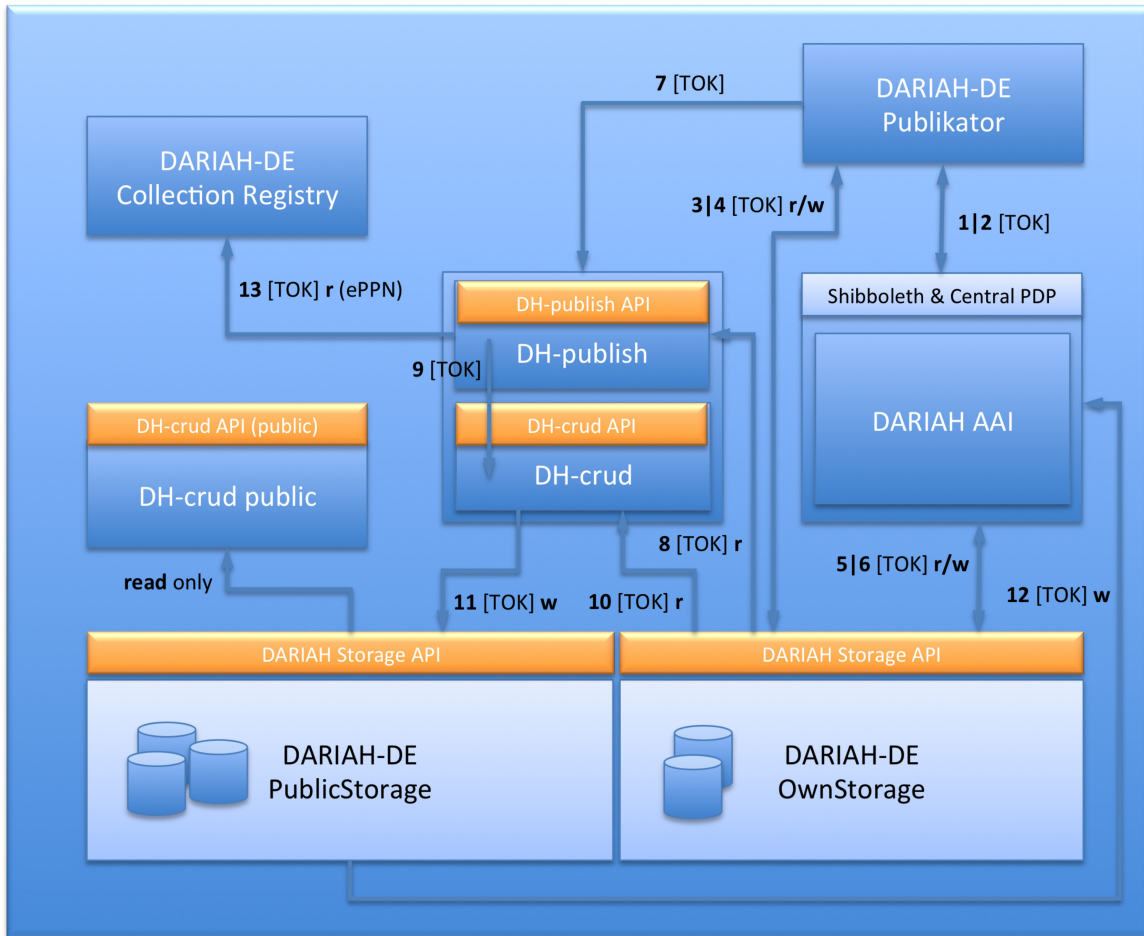 7 [TOK]
DARIAH-DE
Publikator
DARIAH-DE
Collection Registry
3|4 [TOK] r/w
1|2 [TOK]
13 [TOK] r (ePPN)
DH-publish API
DH-publish
Shibboleth & Central PDP
9 [TOK]
DH-crud API (public)
DH-crud public
DH-crud API
DH-crud
DARIAH AAI
8 [TOK] r
5|6 [TOK] r/w
read only
11 [TOK] w
10 [TOK] r
12 [TOK] w
DARIAH Storage API
DARIAH Storage API
DARIAH-DE
PublicStorage
DARIAH-DE
OwnStorage